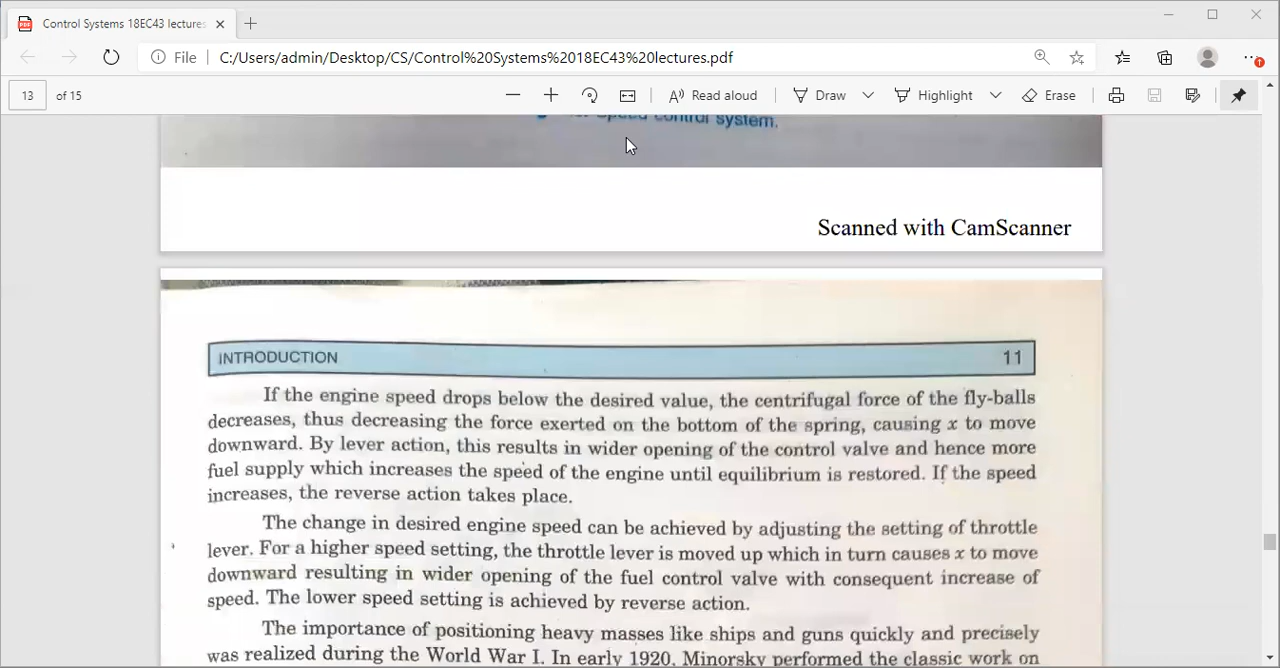 Control Systems 18EC43 lectures
File
C:/Users/admin/Desktop/CS/Control%20Systems%2018EC43%20lectures.pdf
13 of 15
Read aloud
Draw
Highlight
Erase
control system.
Scanned with CamScanner
INTRODUCTION 11
If the engine speed drops below the desired value, the centrifugal force of the fly-balls
decreases, thus decreasing the force exerted on the bottom of the spring, causing x to move
downward. By lever action, this results in wider opening of the control valve and hence more
fuel supply which increases the speed of the engine until equilibrium is restored. If the speed
increases, the reverse action takes place.
The change in desired engine speed can be achieved by adjusting the setting of throttle
lever. For a higher speed setting, the throttle lever is moved up which in turn causes x to move
downward resulting in wider opening of the fuel control valve with consequent increase of
speed. The lower speed setting is achieved by reverse action.
The importance of positioning heavy masses like ships and guns quickly and precisely
was realized during the World War I. In early 1920, Minorsky performed the classic work on